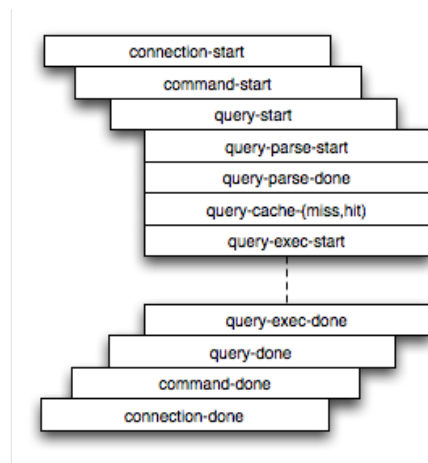 connection-start
command-start
query-start
query-parse-start
query-parse-done
query-cache-(miss,hit)
query-exec-start
query-exec-done
query-done
command-done
connection-done